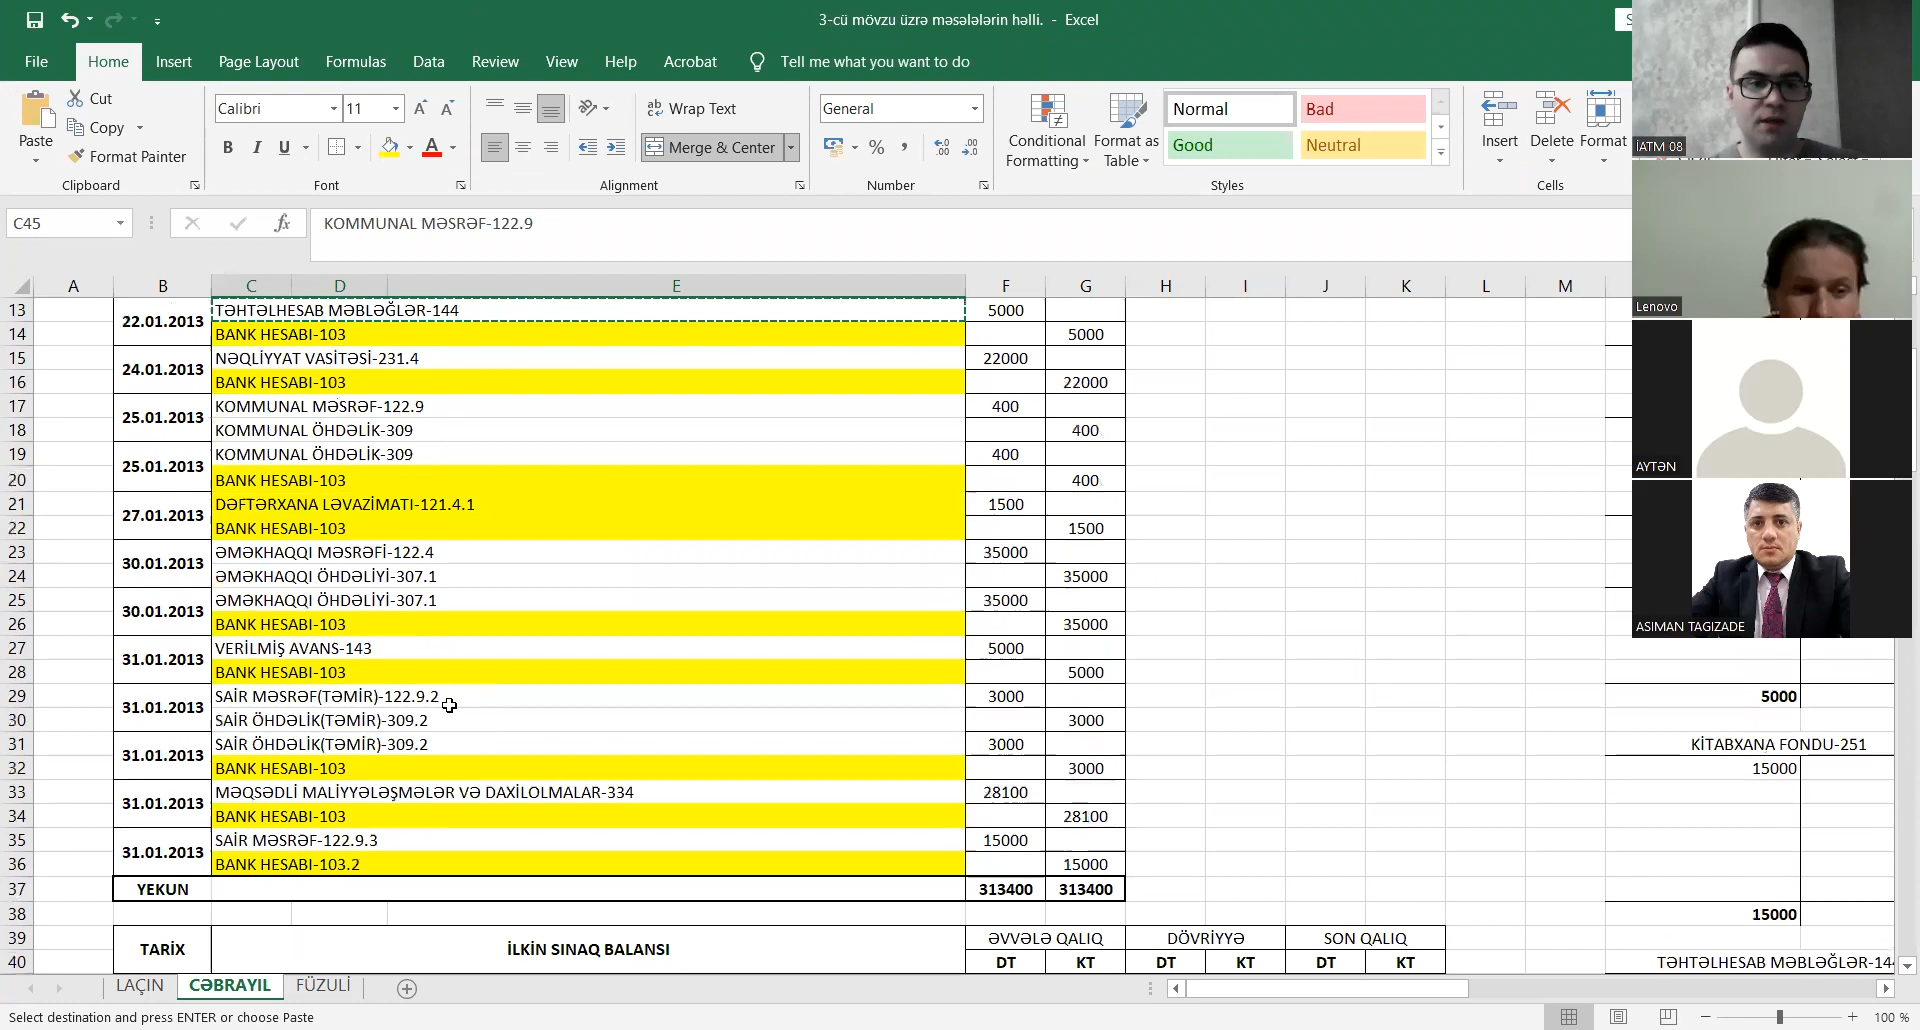 3-cü mövzu üzrə məsələlərin həlli. - Excel
File Home Insert Page Layout Formulas Data Review View Help Acrobat Tell me what you want to do
Paste
Cut
Copy
Format Painter
Clipboard
Calibri 11
B I U
Font
Wrap Text
Merge & Center
Alignment
General
Number
Conditional Formatting
Format as Table
Normal Bad
Good Neutral
Styles
Insert Delete Format
Cells
C45 fx KOMMUNAL MƏSRƏF-122.9
A B C D E F G H I J K L M
13 22.01.2013 TƏHTƏLHESAB MƏBLƏĞLƏR-144 5000
14 BANK HESABI-103 5000
15 24.01.2013 NƏQLİYYAT VASİTƏSİ-231.4 22000
16 BANK HESABI-103 22000
17 25.01.2013 KOMMUNAL MƏSRƏF-122.9 400
18 KOMMUNAL ÖHDƏLİK-309 400
19 25.01.2013 KOMMUNAL ÖHDƏLİK-309 400
20 BANK HESABI-103 400
21 27.01.2013 DƏFTƏRXANA LƏVAZİMATI-121.4.1 1500
22 BANK HESABI-103 1500
23 30.01.2013 ƏMƏKHAQQI MƏSRƏFİ-122.4 35000
24 ƏMƏKHAQQI ÖHDƏLİYİ-307.1 35000
25 30.01.2013 ƏMƏKHAQQI ÖHDƏLİYİ-307.1 35000
26 BANK HESABI-103 35000
27 31.01.2013 VERİLMİŞ AVANS-143 5000
28 BANK HESABI-103 5000
29 31.01.2013 SAİR MƏSRƏF(TƏMİR)-122.9.2 3000 5000
30 SAİR ÖHDƏLİK(TƏMİR)-309.2 3000
31 31.01.2013 SAİR ÖHDƏLİK(TƏMİR)-309.2 3000 KİTABXANA FONDU-251
32 BANK HESABI-103 3000 15000
33 31.01.2013 MƏQSƏDLİ MALİYYƏLƏŞMƏLƏR VƏ DAXİLOLMALAR-334 28100
34 BANK HESABI-103 28100
35 31.01.2013 SAİR MƏSRƏF-122.9.3 15000
36 BANK HESABI-103.2 15000
37 YEKUN 313400 313400
38 15000
39 TARİX İLKİN SINAQ BALANSI ƏVVƏLƏ QALIQ DÖVRİYYƏ SON QALIQ
40 DT KT DT KT DT KT TƏHTƏLHESAB MƏBLƏĞLƏR-14
LAÇIN CƏBRAYIL FÜZULİ
Select destination and press ENTER or choose Paste
100 %
İATM 08
Lenovo
AYTƏN
ASIMAN TAGIZADE